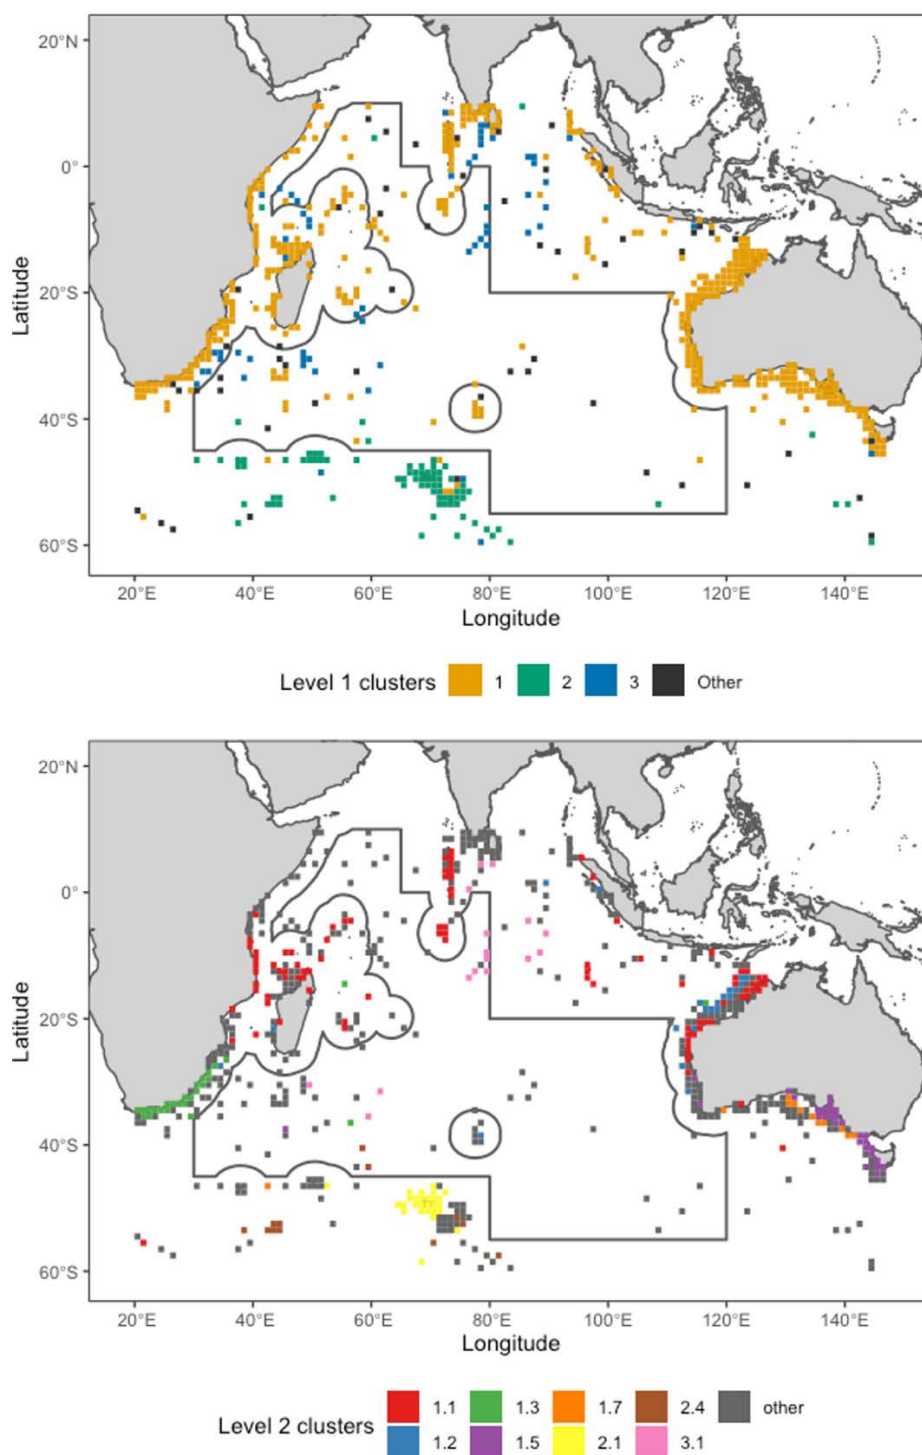 20°N
0°
20°S
40°S
60°S
Latitude
20°E 40°E 60°E 80°E 100°E 120°E 140°E
Longitude
Level 1 clusters 1 2 3 Other
20°N
0°
20°S
40°S
60°S
Latitude
20°E 40°E 60°E 80°E 100°E 120°E 140°E
Longitude
Level 2 clusters
1.1 1.3 1.7 2.4 other
1.2 1.5 2.1 3.1